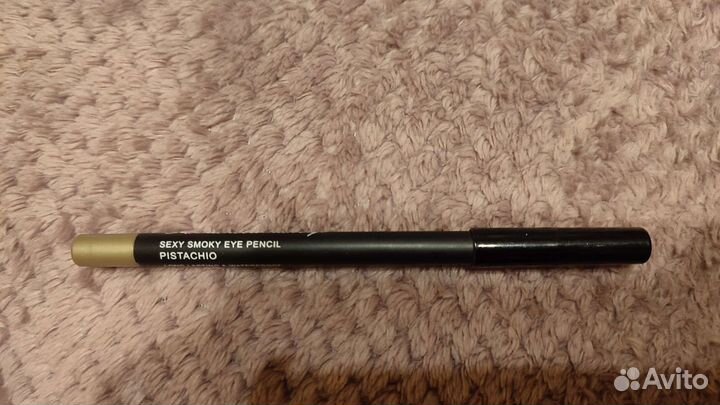 SEXY SMOKY EYE PENCIL
PISTACHIO
Avito